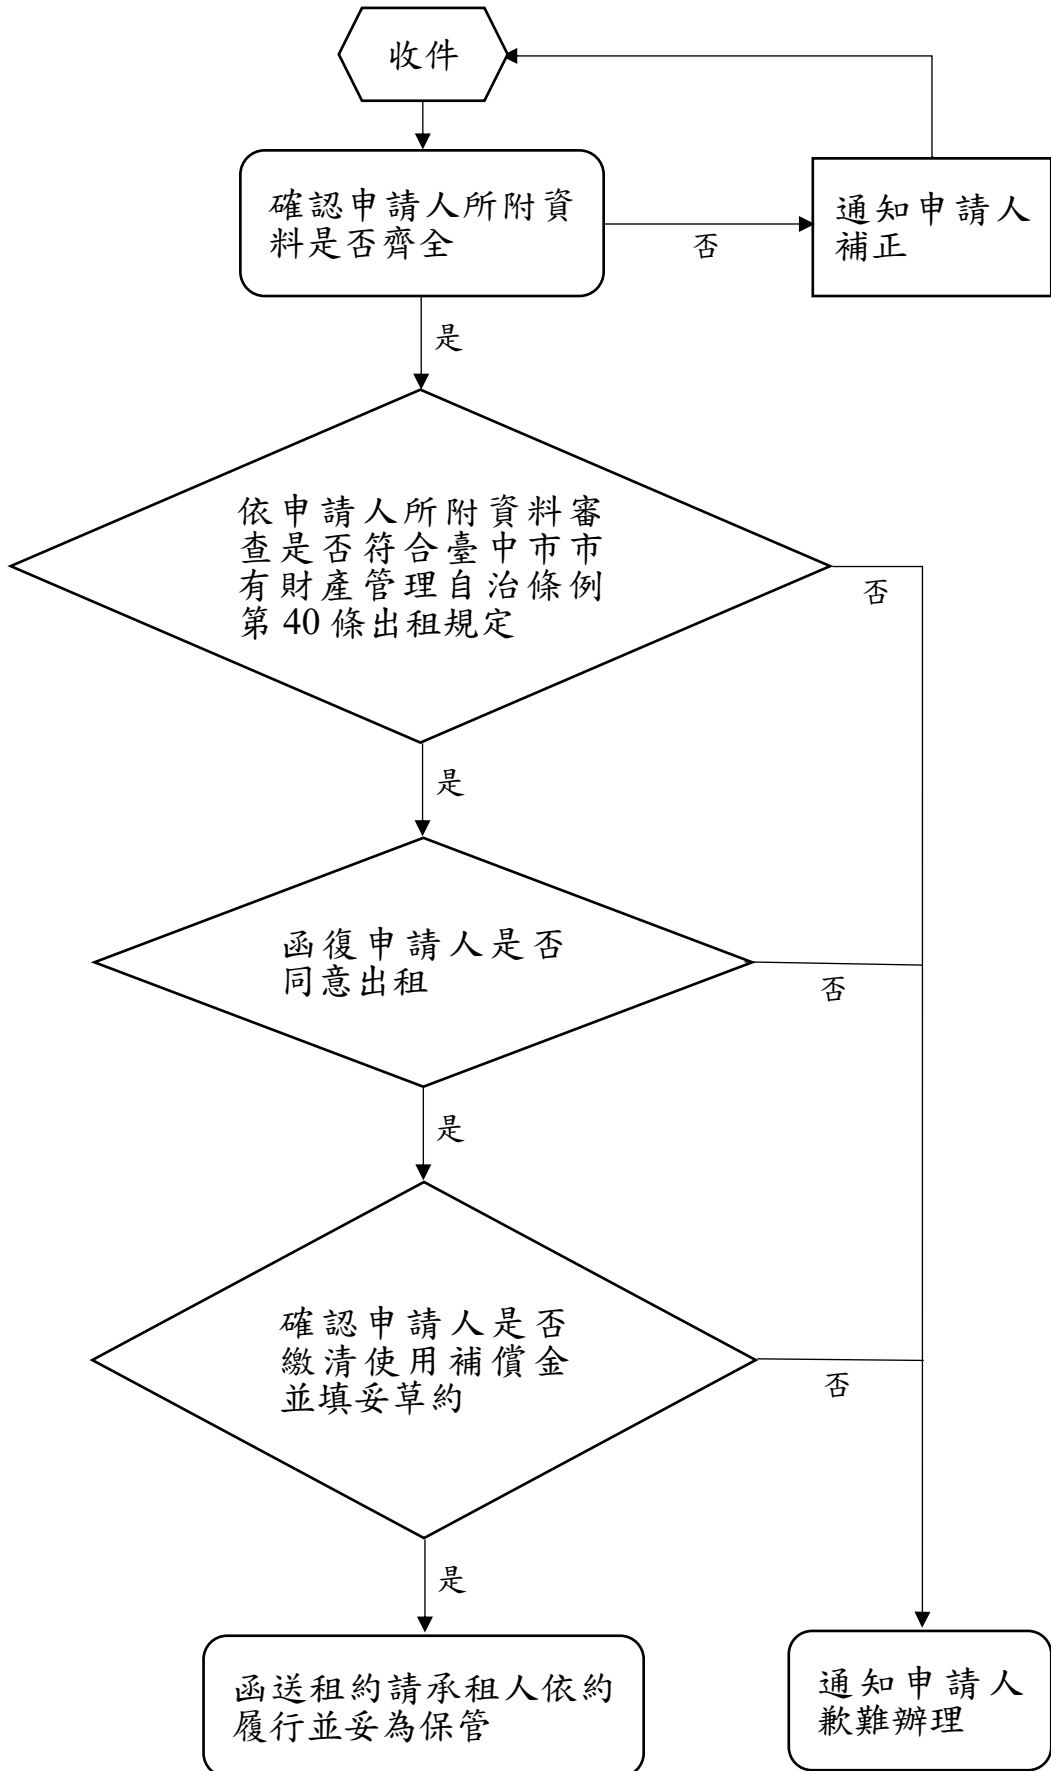 收件
確認申請人所附資
料是否齊全
否
通知申請人
補正
是
依申請人所附資料審
查是否符合臺中市市
有財產管理自治條例
第 40 條出租規定
否
是
函復申請人是否
同意出租
否
是
確認申請人是否
繳清使用補償金
並填妥草約
否
是
函送租約請承租人依約
履行並妥為保管
通知申請人
歉難辦理